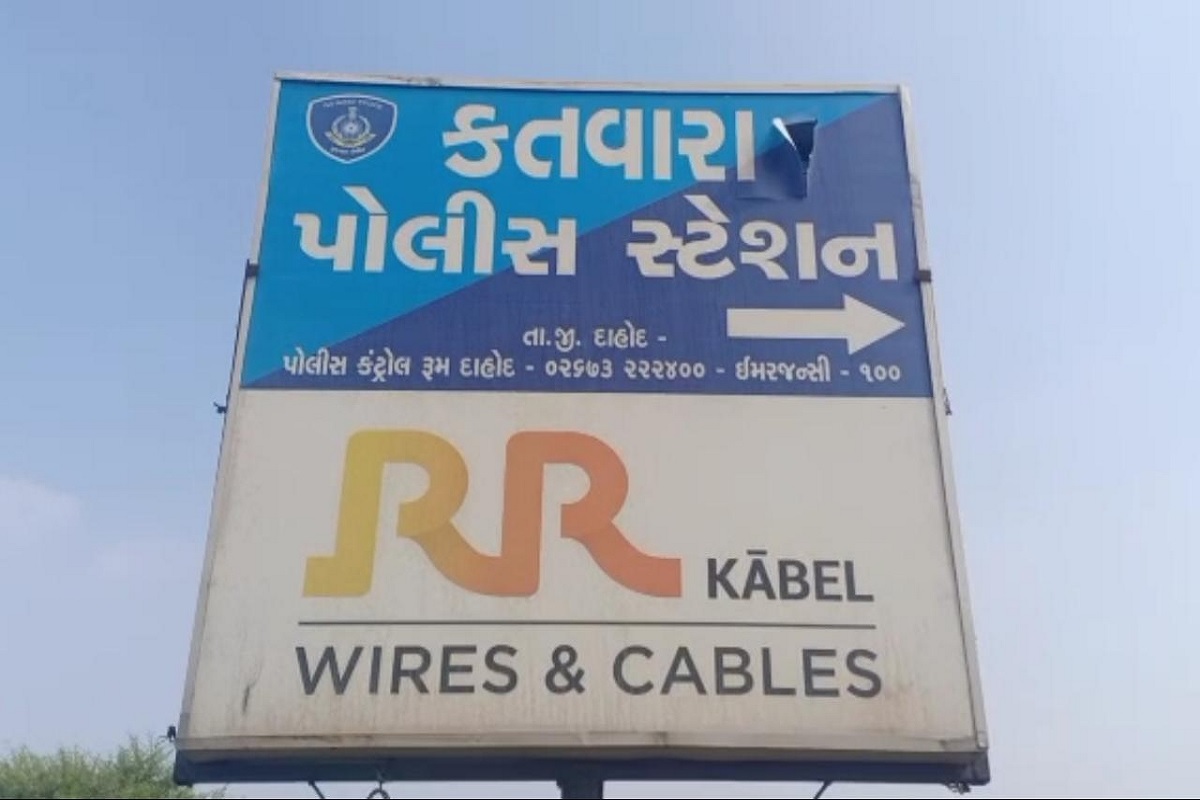 કતવારા
પોલીસ સ્ટેશન
તા.જી. દાહોદ -
પોલીસ કંટ્રોલ રૂમ દાહોદ - ૦૨૬૭૩ ૨૨૨૪૦૦ - ઈમરજન્સી - ૧૦૦
RR KĀBEL
WIRES & CABLES